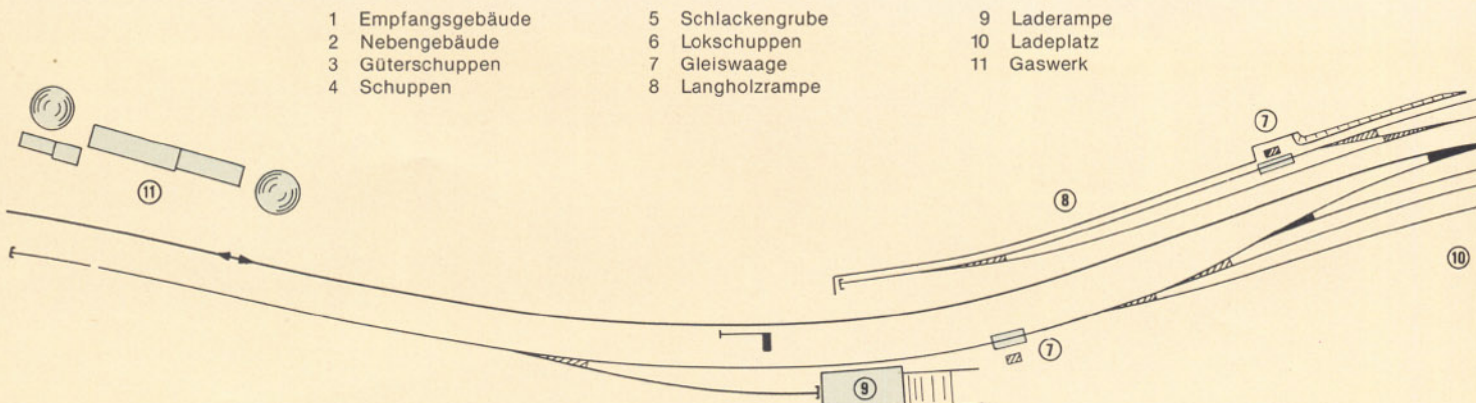 1 Empfangsgebäude
2 Nebengebäude
3 Güterschuppen
4 Schuppen
5 Schlackengrube
6 Lokschuppen
7 Gleiswaage
8 Langholzrampe
9 Laderampe
10 Ladeplatz
11 Gaswerk
7
11
8
10
7
9